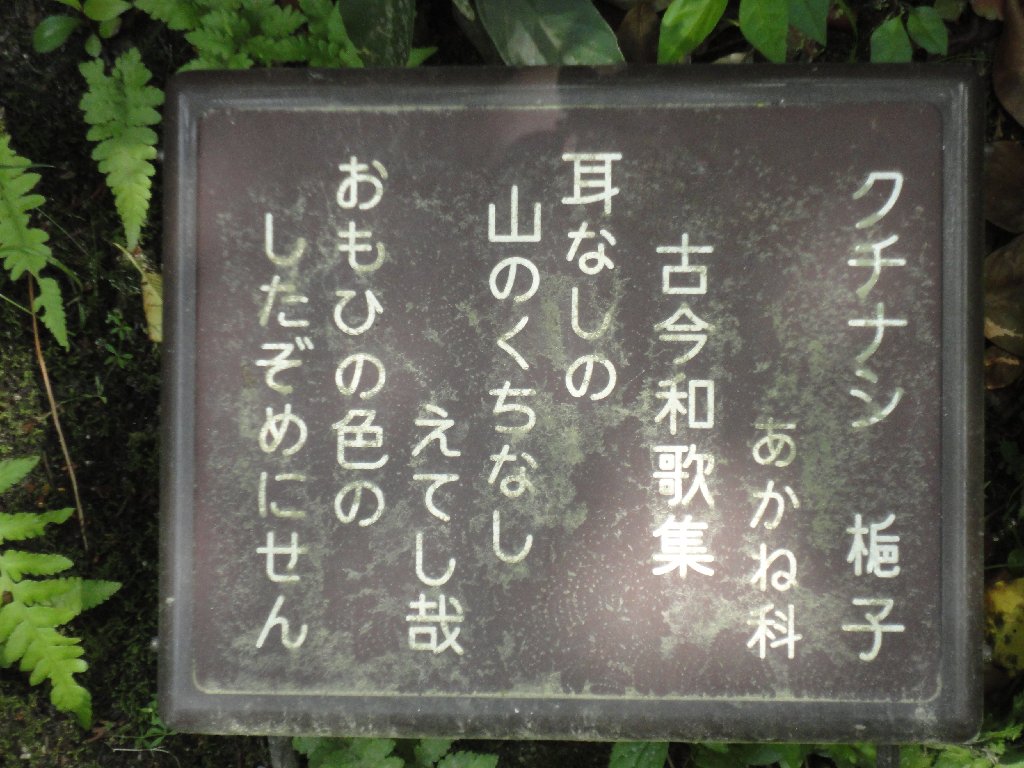 クチナシ 梔子
あかね科
古今和歌集
耳なしの
山のくちなし
えてし哉
おもひの色の
したぞめにせん